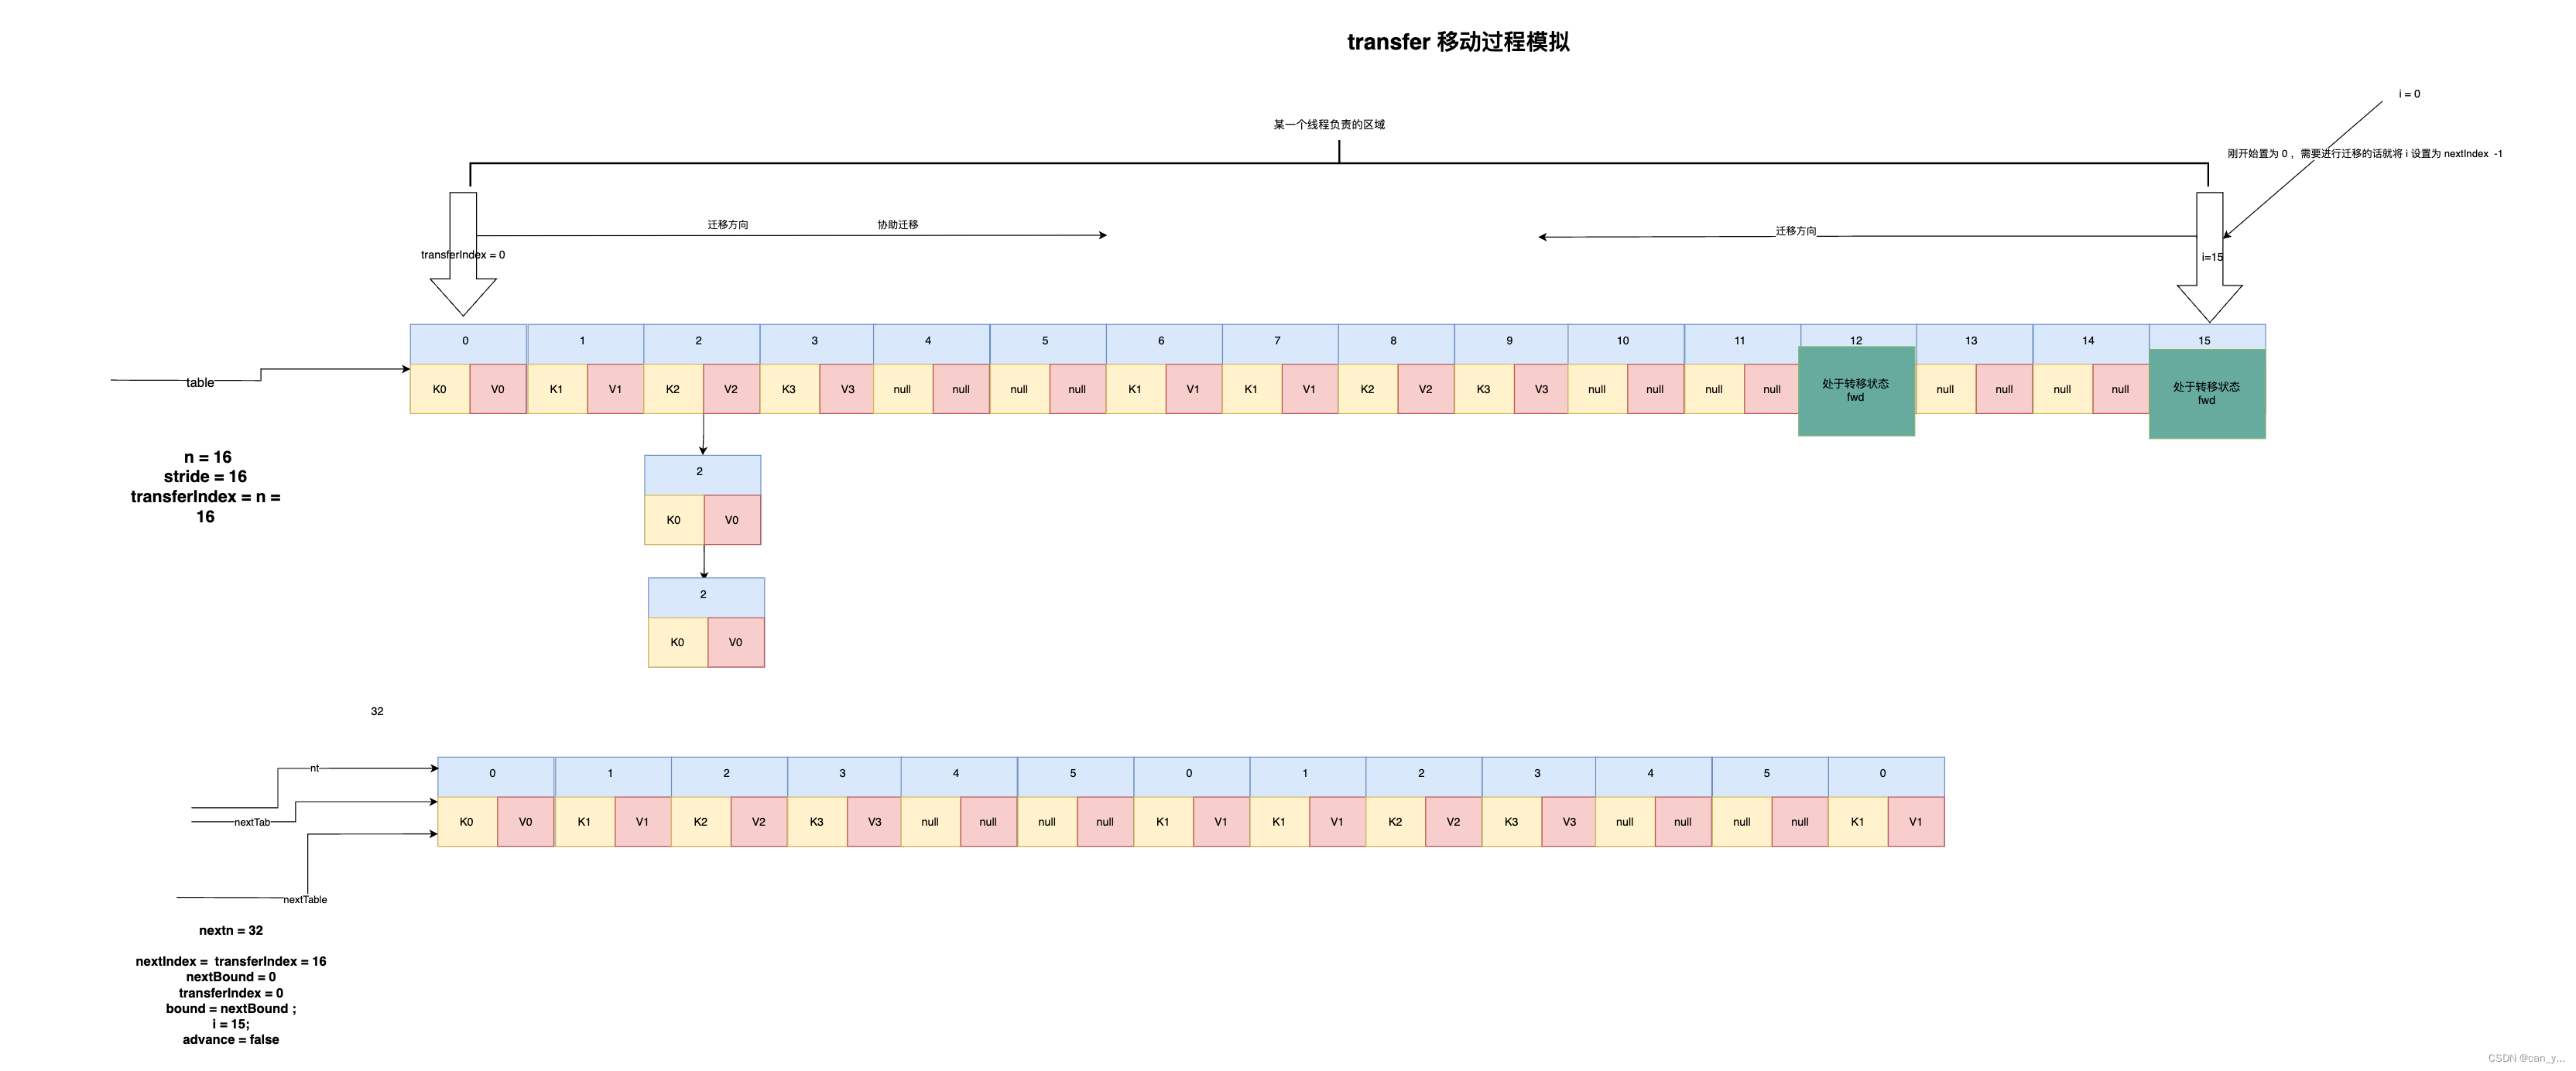 transfer 移动过程模拟
i = 0
某一个线程负责的区域
刚开始置为 0 ，需要进行迁移的话就将 i 设置为 nextIndex -1
迁移方向 协助迁移
迁移方向
transferIndex = 0
i=15
0 1 2 3 4 5 6 7 8 9 10 11 12 13 14 15
table
K0 V0 K1 V1 K2 V2 K3 V3 null null null null K1 V1 K1 V1 K2 V2 K3 V3 null null null null 处于转移状态 null null null null 处于转移状态
fwd fwd
n = 16
stride = 16
transferIndex = n =
16
2
K0 V0
2
K0 V0
32
nt
0 1 2 3 4 5 0 1 2 3 4 5 0
nextTab
K0 V0 K1 V1 K2 V2 K3 V3 null null null null K1 V1 K1 V1 K2 V2 K3 V3 null null null null K1 V1
nextTable
nextn = 32
nextIndex = transferIndex = 16
nextBound = 0
transferIndex = 0
bound = nextBound ;
i = 15;
advance = false
CSDN @can_y...